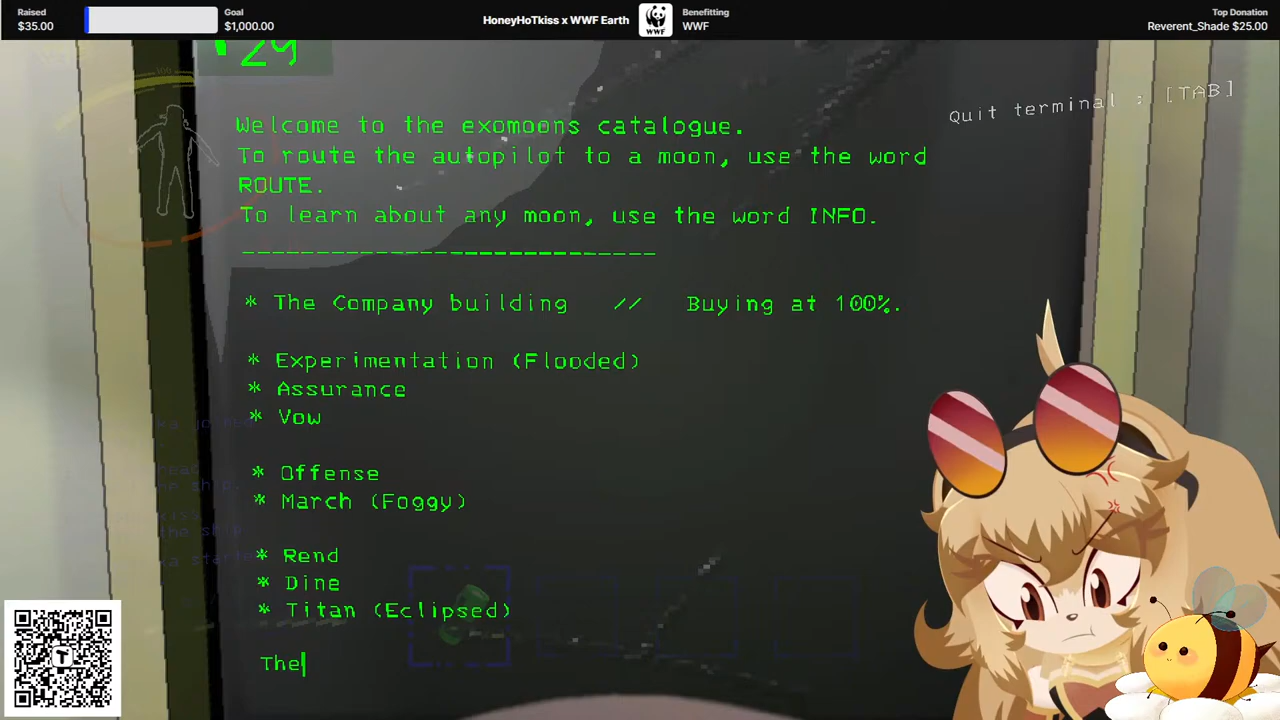 Raised
$35.00
Goal
$1,000.00
HoneyHoTkiss x WWF Earth
WWF
Benefitting
WWF
Top Donation
Reverent_Shade $25.00
Quit terminal : [TAB]
Welcome to the exomoons catalogue.
To route the autopilot to a moon, use the word
ROUTE.
To learn about any moon, use the word INFO.
----------------------------
* The Company building // Buying at 100%.
* Experimentation (Flooded)
* Assurance
* Vow
* Offense
* March (Foggy)
* Rend
* Dine
* Titan (Eclipsed)
The